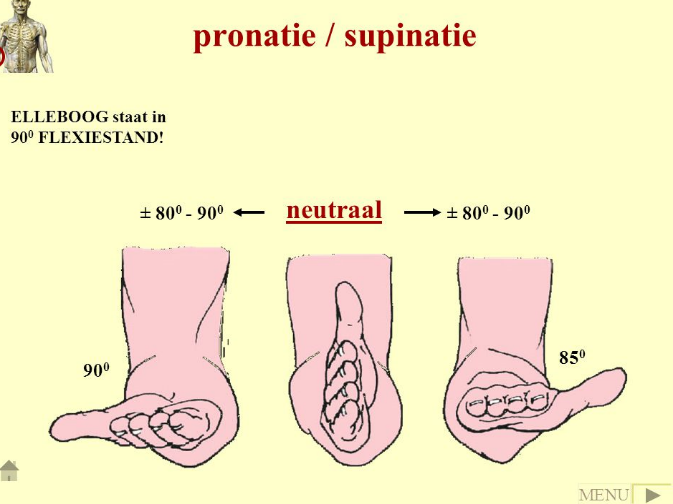 pronatie / supinatie
ELLEBOOG staat in
90⁰ FLEXIESTAND!
± 80⁰ - 90⁰ neutraal ± 80⁰ - 90⁰
90⁰
85⁰
MENU